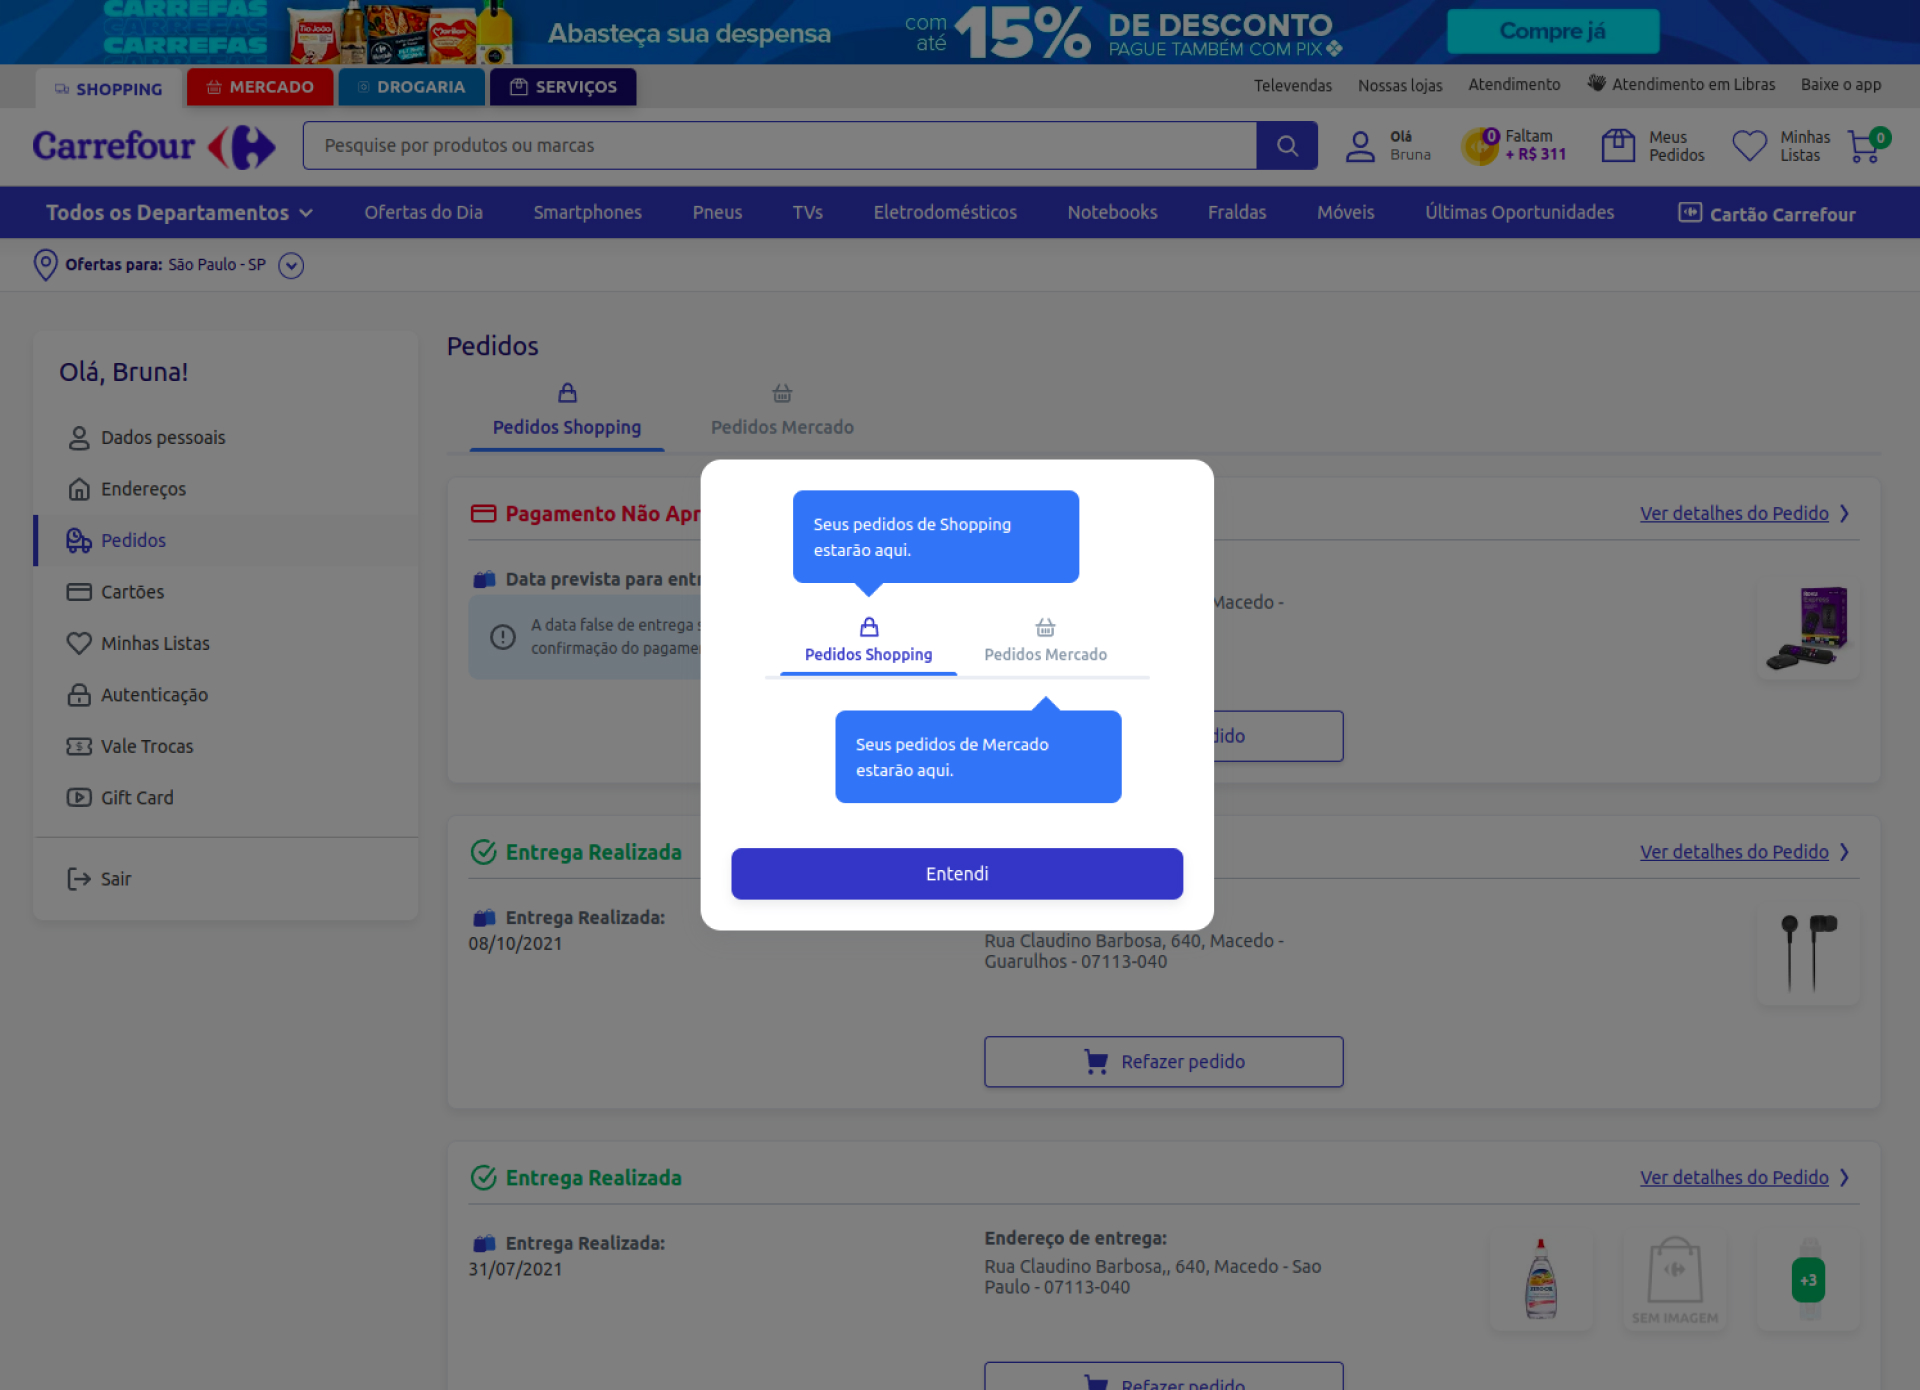 CARREFAS
CARREFAS
CARREFAS
Abasteça sua despensa
com até 15% DE DESCONTO
PAGUE TAMBÉM COM PIX
Compre já
SHOPPING
MERCADO
DROGARIA
SERVIÇOS
Televendas
Nossas lojas
Atendimento
Atendimento em Libras
Baixe o app
Carrefour
Pesquise por produtos ou marcas
Olá
Bruna
0
Faltam
+ R$ 311
Meus
Pedidos
Minhas
Listas
0
Todos os Departamentos
Ofertas do Dia
Smartphones
Pneus
TVs
Eletrodomésticos
Notebooks
Fraldas
Móveis
Últimas Oportunidades
Cartão Carrefour
Ofertas para: São Paulo - SP
Olá, Bruna!
Dados pessoais
Endereços
Pedidos
Cartões
Minhas Listas
Autenticação
Vale Trocas
Gift Card
Sair
Pedidos
Pedidos Shopping
Pedidos Mercado
Pagamento Não Apr
Ver detalhes do Pedido
Data prevista para entr
A data false de entrega s
confirmação do pagame
Macedo -
dido
Seus pedidos de Shopping
estarão aqui.
Pedidos Shopping
Pedidos Mercado
Seus pedidos de Mercado
estarão aqui.
Entendi
Entrega Realizada
Ver detalhes do Pedido
Entrega Realizada:
08/10/2021
Rua Claudino Barbosa, 640, Macedo -
Guarulhos - 07113-040
Refazer pedido
Entrega Realizada
Ver detalhes do Pedido
Entrega Realizada:
31/07/2021
Endereço de entrega:
Rua Claudino Barbosa,, 640, Macedo - Sao
Paulo - 07113-040
SEM IMAGEM
+3
Refazer pedido